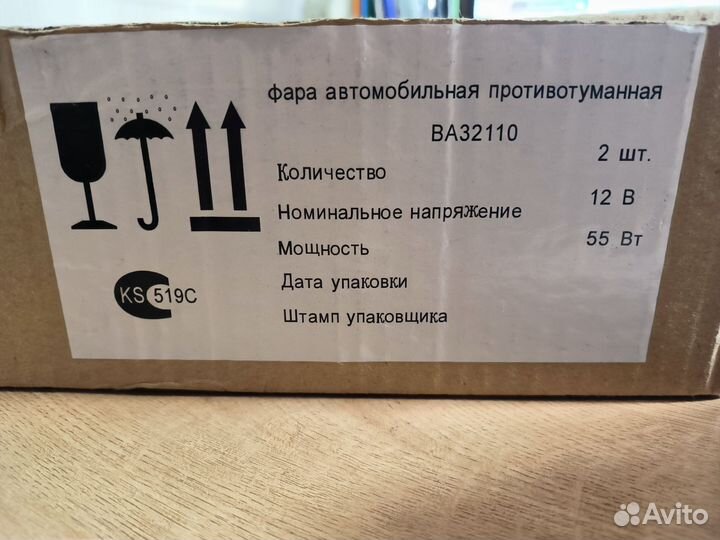 фара автомобильная противотуманная
ВА32110
Количество 2 шт.
Номинальное напряжение 12 В
Мощность 55 Вт
Дата упаковки
Штамп упаковщика
KS 519C
Avito